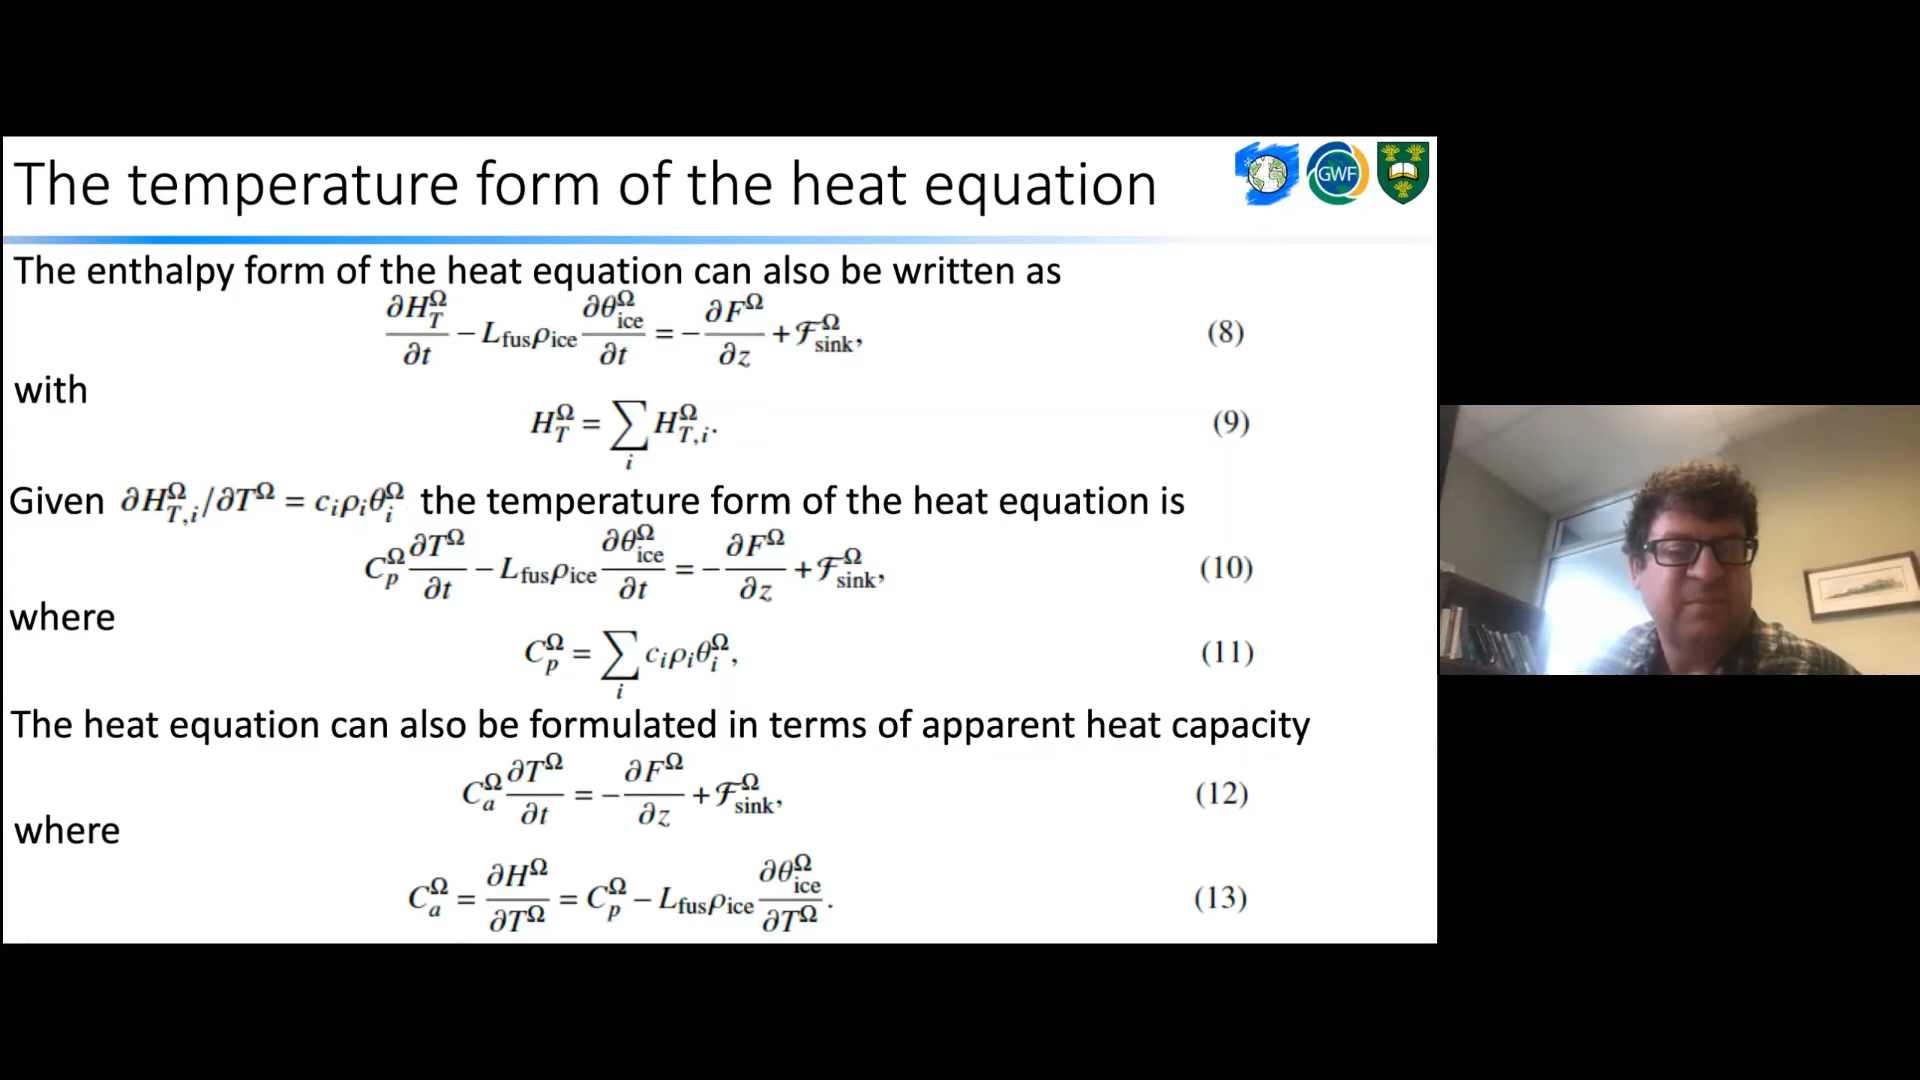 The temperature form of the heat equation
GWF
The enthalpy form of the heat equation can also be written as
∂H_T^Ω/∂t − L_fus ρ_ice ∂θ_ice^Ω/∂t = −∂F^Ω/∂z + ℱ_sink^Ω, (8)
with
H_T^Ω = ∑_i H_{T,i}^Ω. (9)
Given ∂H_{T,i}^Ω/∂T^Ω = c_i ρ_i θ_i^Ω the temperature form of the heat equation is
C_p^Ω ∂T^Ω/∂t − L_fus ρ_ice ∂θ_ice^Ω/∂t = −∂F^Ω/∂z + ℱ_sink^Ω, (10)
where
C_p^Ω = ∑_i c_i ρ_i θ_i^Ω, (11)
The heat equation can also be formulated in terms of apparent heat capacity
C_a^Ω ∂T^Ω/∂t = −∂F^Ω/∂z + ℱ_sink^Ω, (12)
where
C_a^Ω = ∂H^Ω/∂T^Ω = C_p^Ω − L_fus ρ_ice ∂θ_ice^Ω/∂T^Ω. (13)